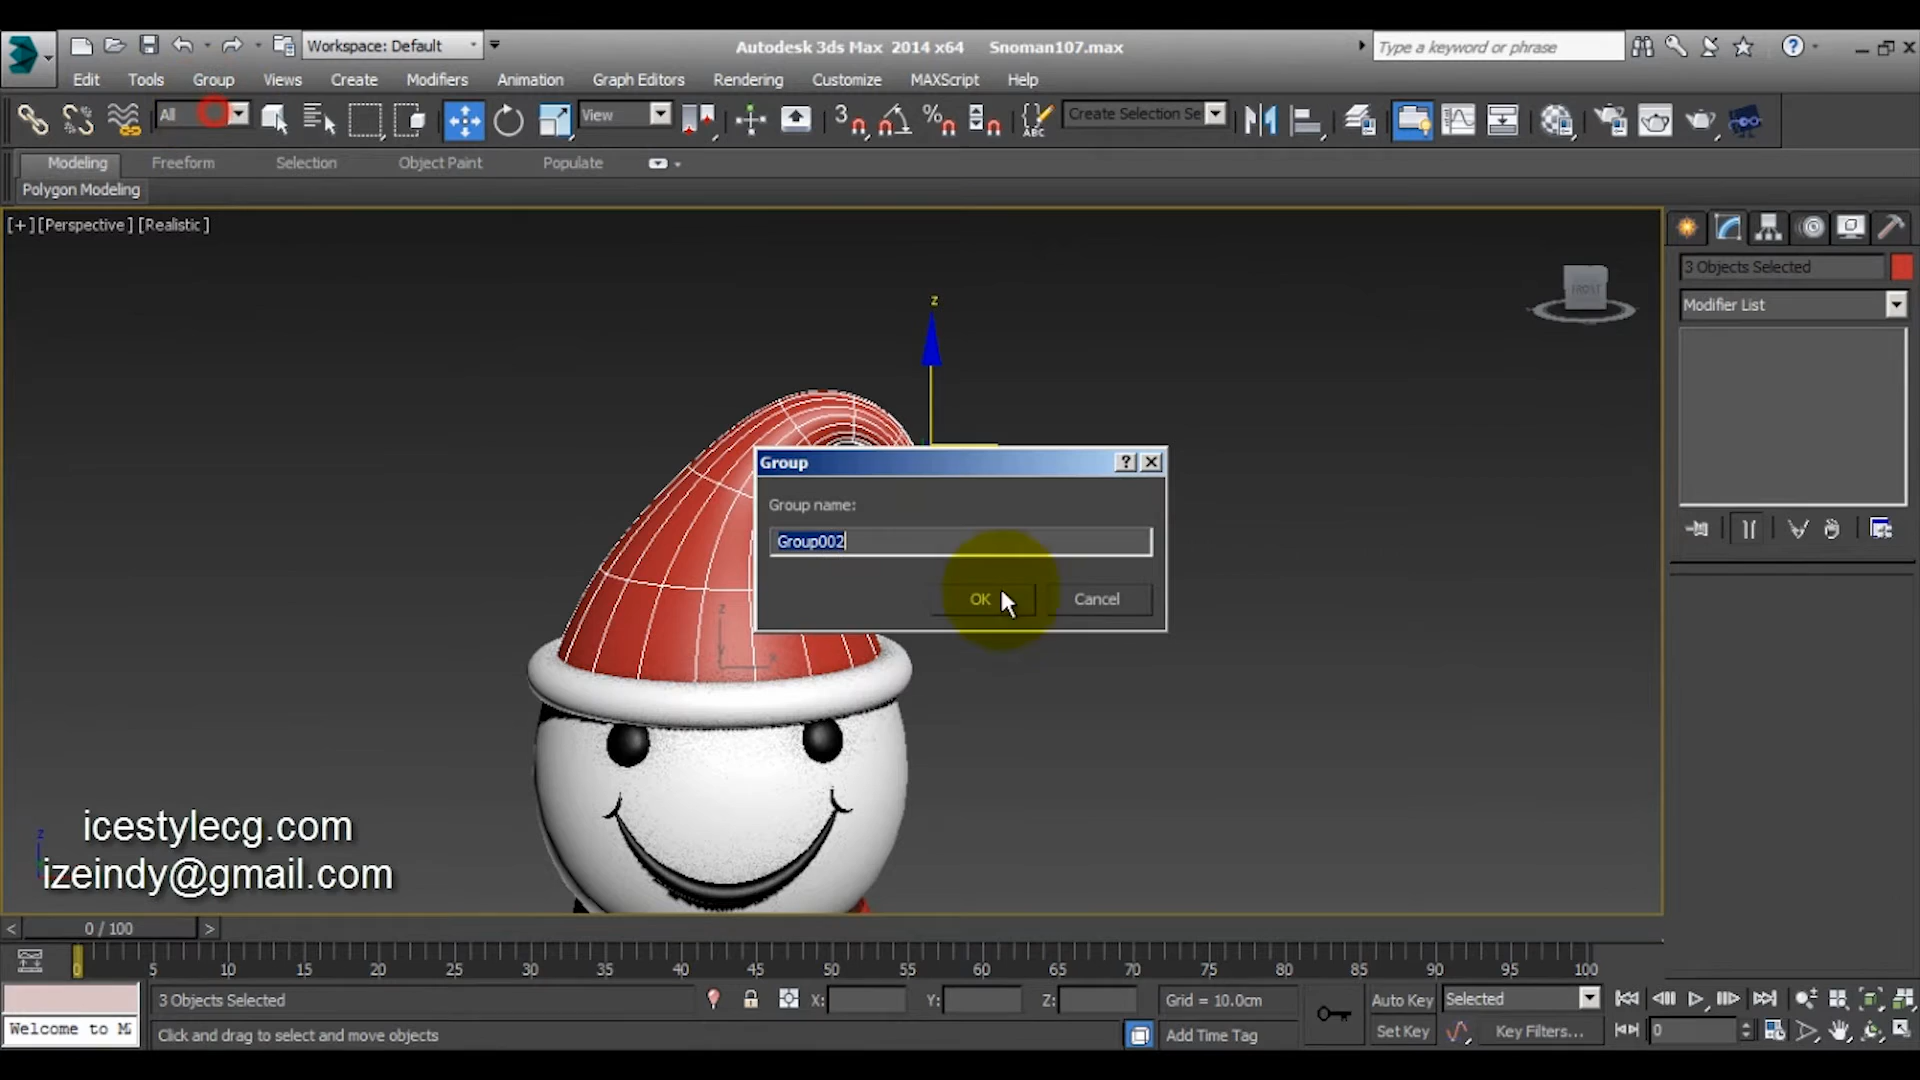 Workspace: Default
Autodesk 3ds Max 2014 x64 Snoman107.max
Type a keyword or phrase
Edit Tools Group Views Create Modifiers Animation Graph Editors Rendering Customize MAXScript Help
All
View
3
%
ABC
Create Selection Se
Modeling Freeform Selection Object Paint Populate
Polygon Modeling
[+][Perspective][Realistic]
FRONT
3 Objects Selected
Modifier List
z
Group
Group name:
Group002
OK Cancel
z
y
x
icestylecg.com
z
izeindy@gmail.com
< 0 / 100 >
0 5 10 15 20 25 30 35 40 45 50 55 60 65 70 75 80 85 90 95 100
3 Objects Selected X: Y: Z: Grid = 10.0cm Auto Key Selected
Welcome to M
Click and drag to select and move objects Add Time Tag Set Key Key Filters... 0